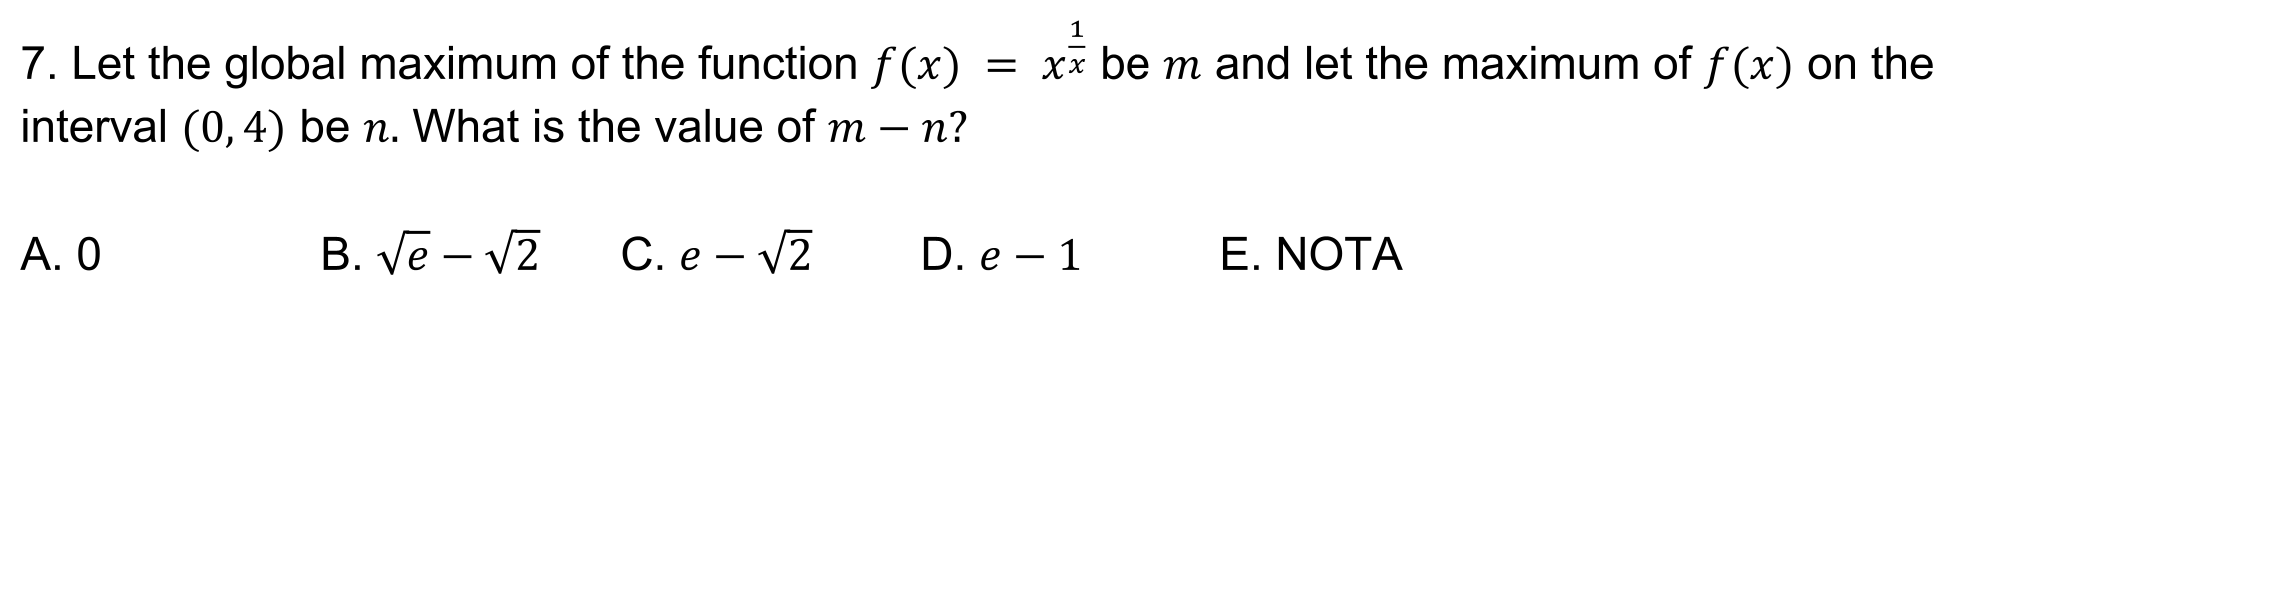 7. Let the global maximum of the function f(x) = x^{\frac{1}{x}} be m and let the maximum of f(x) on the
interval (0, 4) be n. What is the value of m − n?
A. 0 B. √e − √2 C. e − √2 D. e − 1 E. NOTA